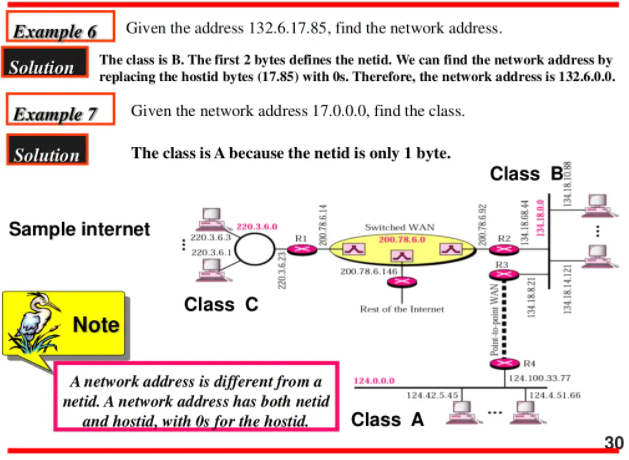 Example 6
Given the address 132.6.17.85, find the network address.
Solution
The class is B. The first 2 bytes defines the netid. We can find the network address by
replacing the hostid bytes (17.85) with 0s. Therefore, the network address is 132.6.0.0.
Example 7
Given the network address 17.0.0.0, find the class.
Solution
The class is A because the netid is only 1 byte.
Class B
Sample internet
220.3.6.3
220.3.6.1
220.3.6.0
220.3.6.23
R1
200.78.6.14
Switched WAN
200.78.6.0
200.78.6.146
200.78.6.92
Rest of the Internet
R2
134.18.68.44
134.18.0.0
134.18.10.88
R3
134.18.8.21
134.18.14.121
Class C
Point-to-point WAN
Note
R4
A network address is different from a
netid. A network address has both netid
and hostid, with 0s for the hostid.
124.0.0.0
124.100.33.77
124.42.5.45
124.4.51.66
Class A
30